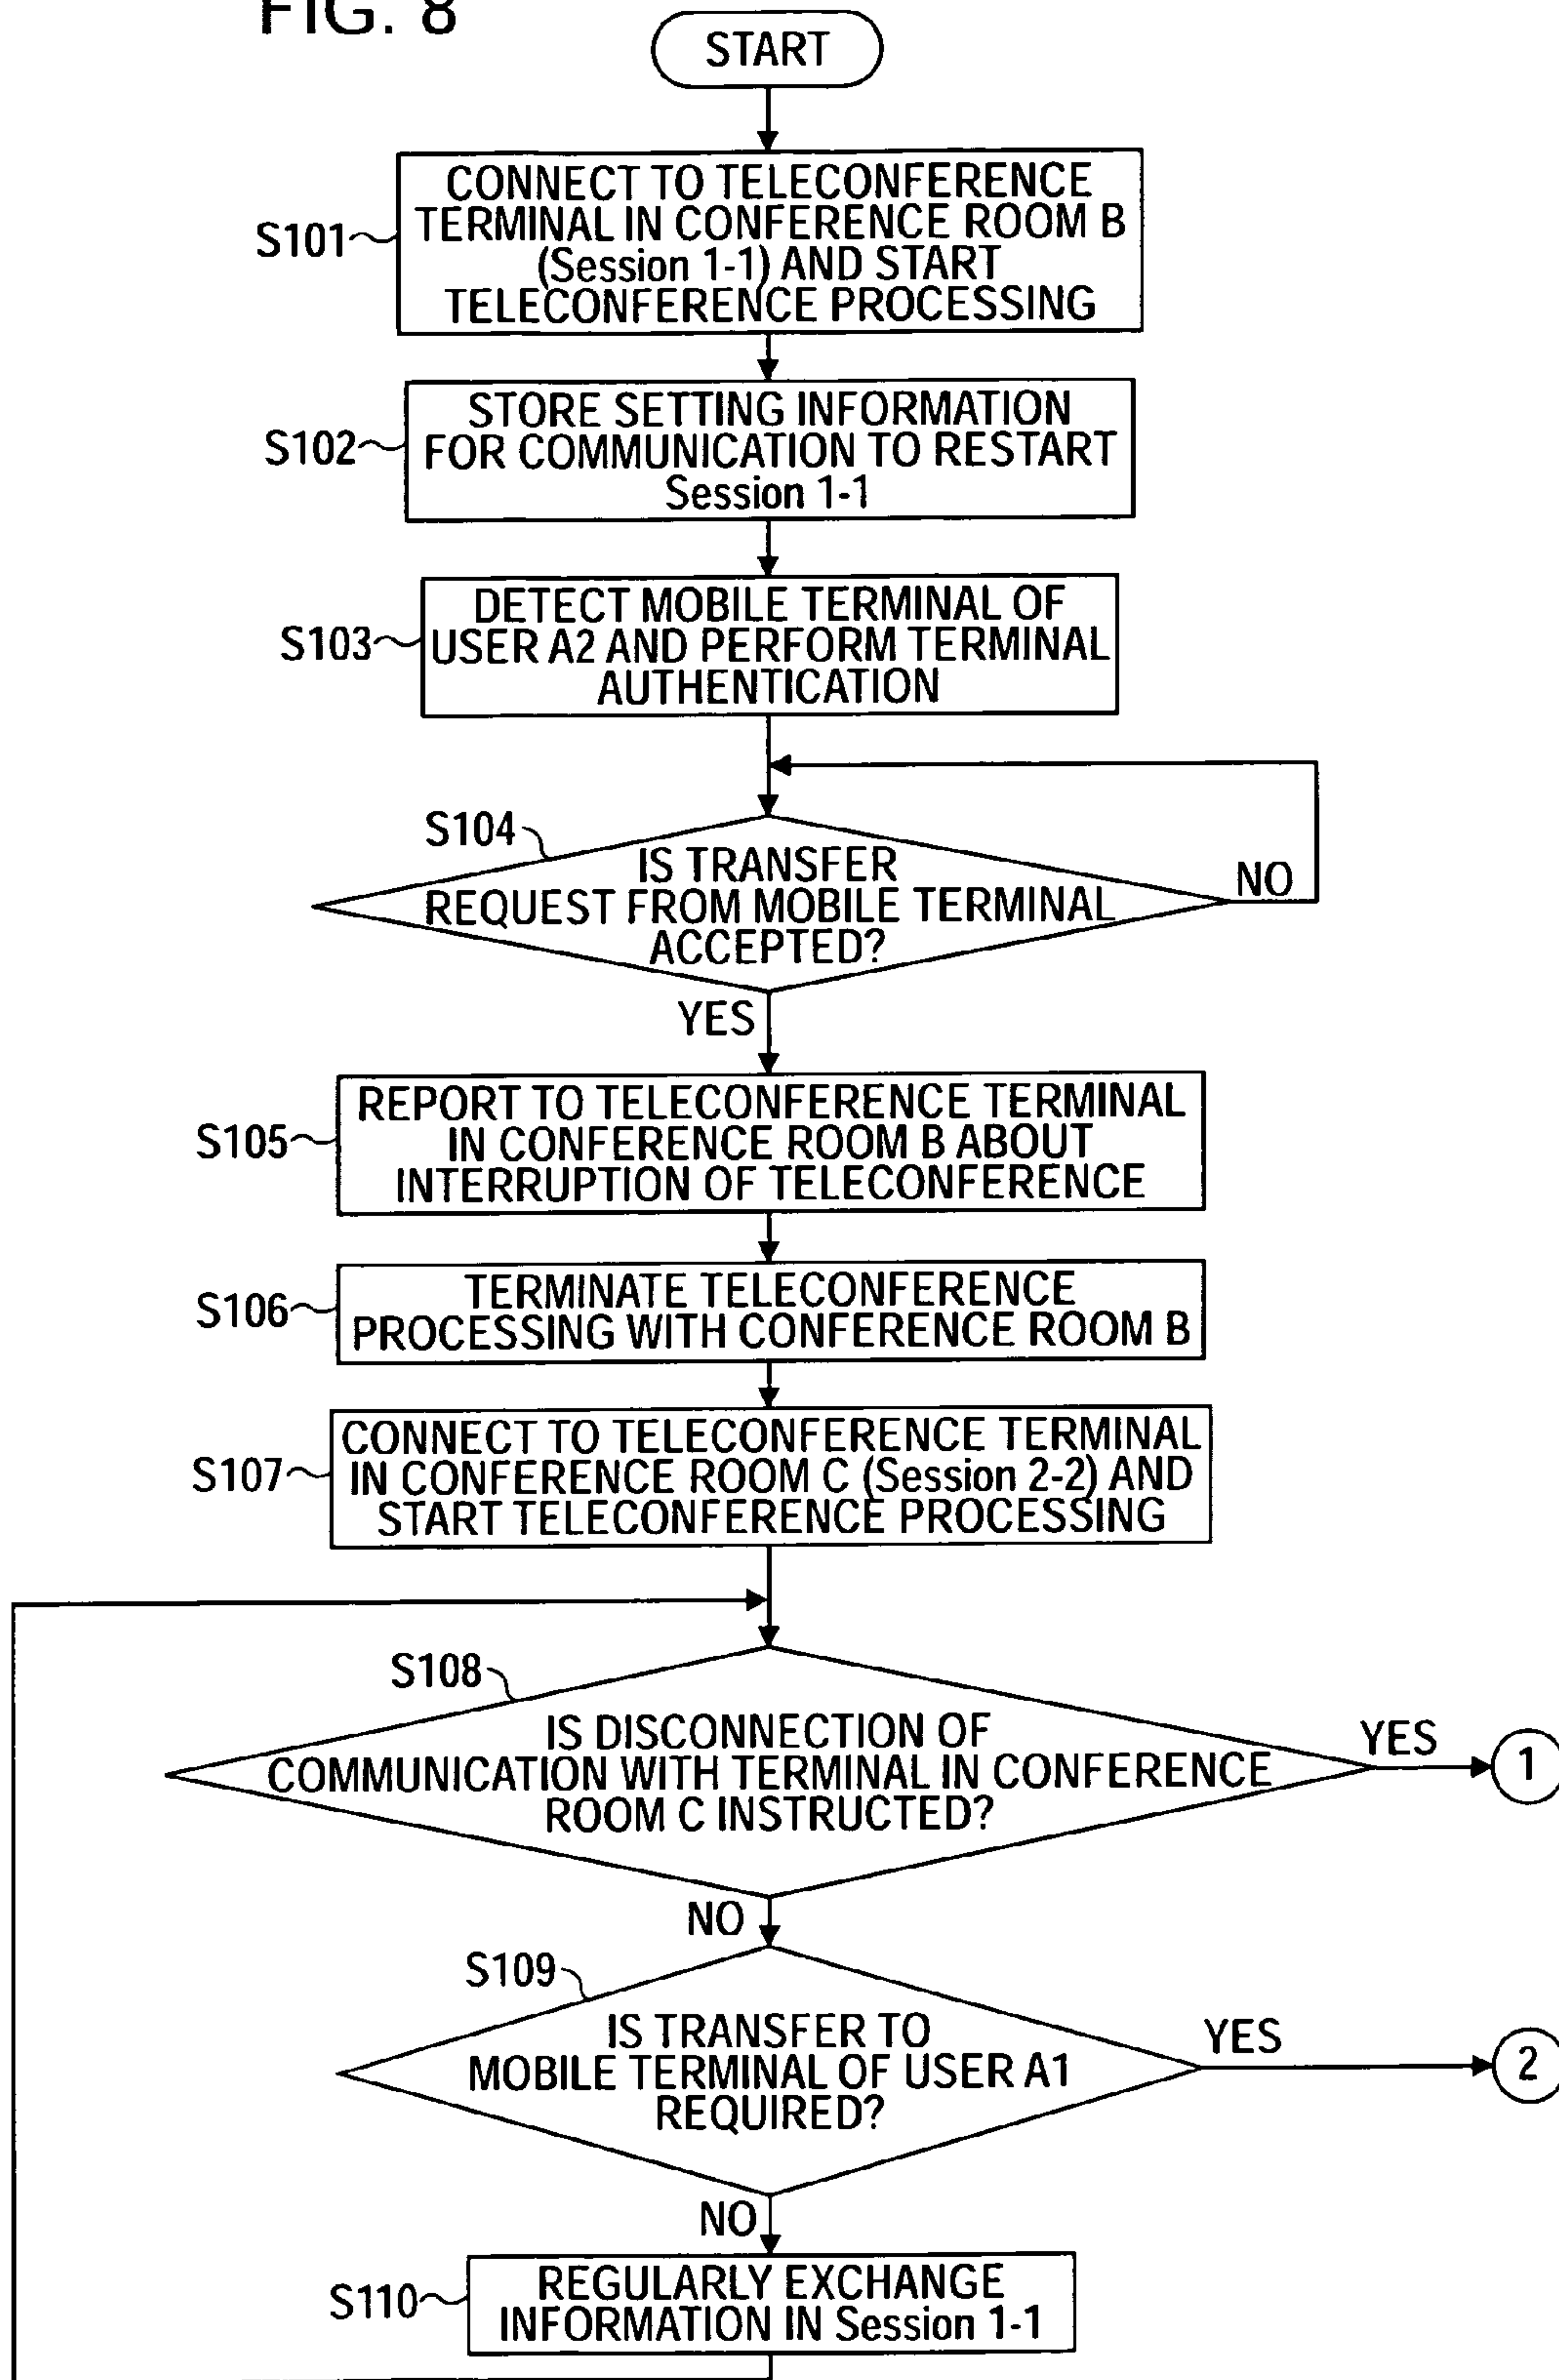 FIG. 8
START
S101
CONNECT TO TELECONFERENCE
TERMINAL IN CONFERENCE ROOM B
(Session 1-1) AND START
TELECONFERENCE PROCESSING
S102
STORE SETTING INFORMATION
FOR COMMUNICATION TO RESTART
Session 1-1
S103
DETECT MOBILE TERMINAL OF
USER A2 AND PERFORM TERMINAL
AUTHENTICATION
S104
IS TRANSFER
REQUEST FROM MOBILE TERMINAL
ACCEPTED?
NO
YES
S105
REPORT TO TELECONFERENCE TERMINAL
IN CONFERENCE ROOM B ABOUT
INTERRUPTION OF TELECONFERENCE
S106
TERMINATE TELECONFERENCE
PROCESSING WITH CONFERENCE ROOM B
S107
CONNECT TO TELECONFERENCE TERMINAL
IN CONFERENCE ROOM C (Session 2-2) AND
START TELECONFERENCE PROCESSING
S108
IS DISCONNECTION OF
COMMUNICATION WITH TERMINAL IN CONFERENCE
ROOM C INSTRUCTED?
YES
1
NO
S109
IS TRANSFER TO
MOBILE TERMINAL OF USER A1
REQUIRED?
YES
2
NO
S110
REGULARLY EXCHANGE
INFORMATION IN Session 1-1